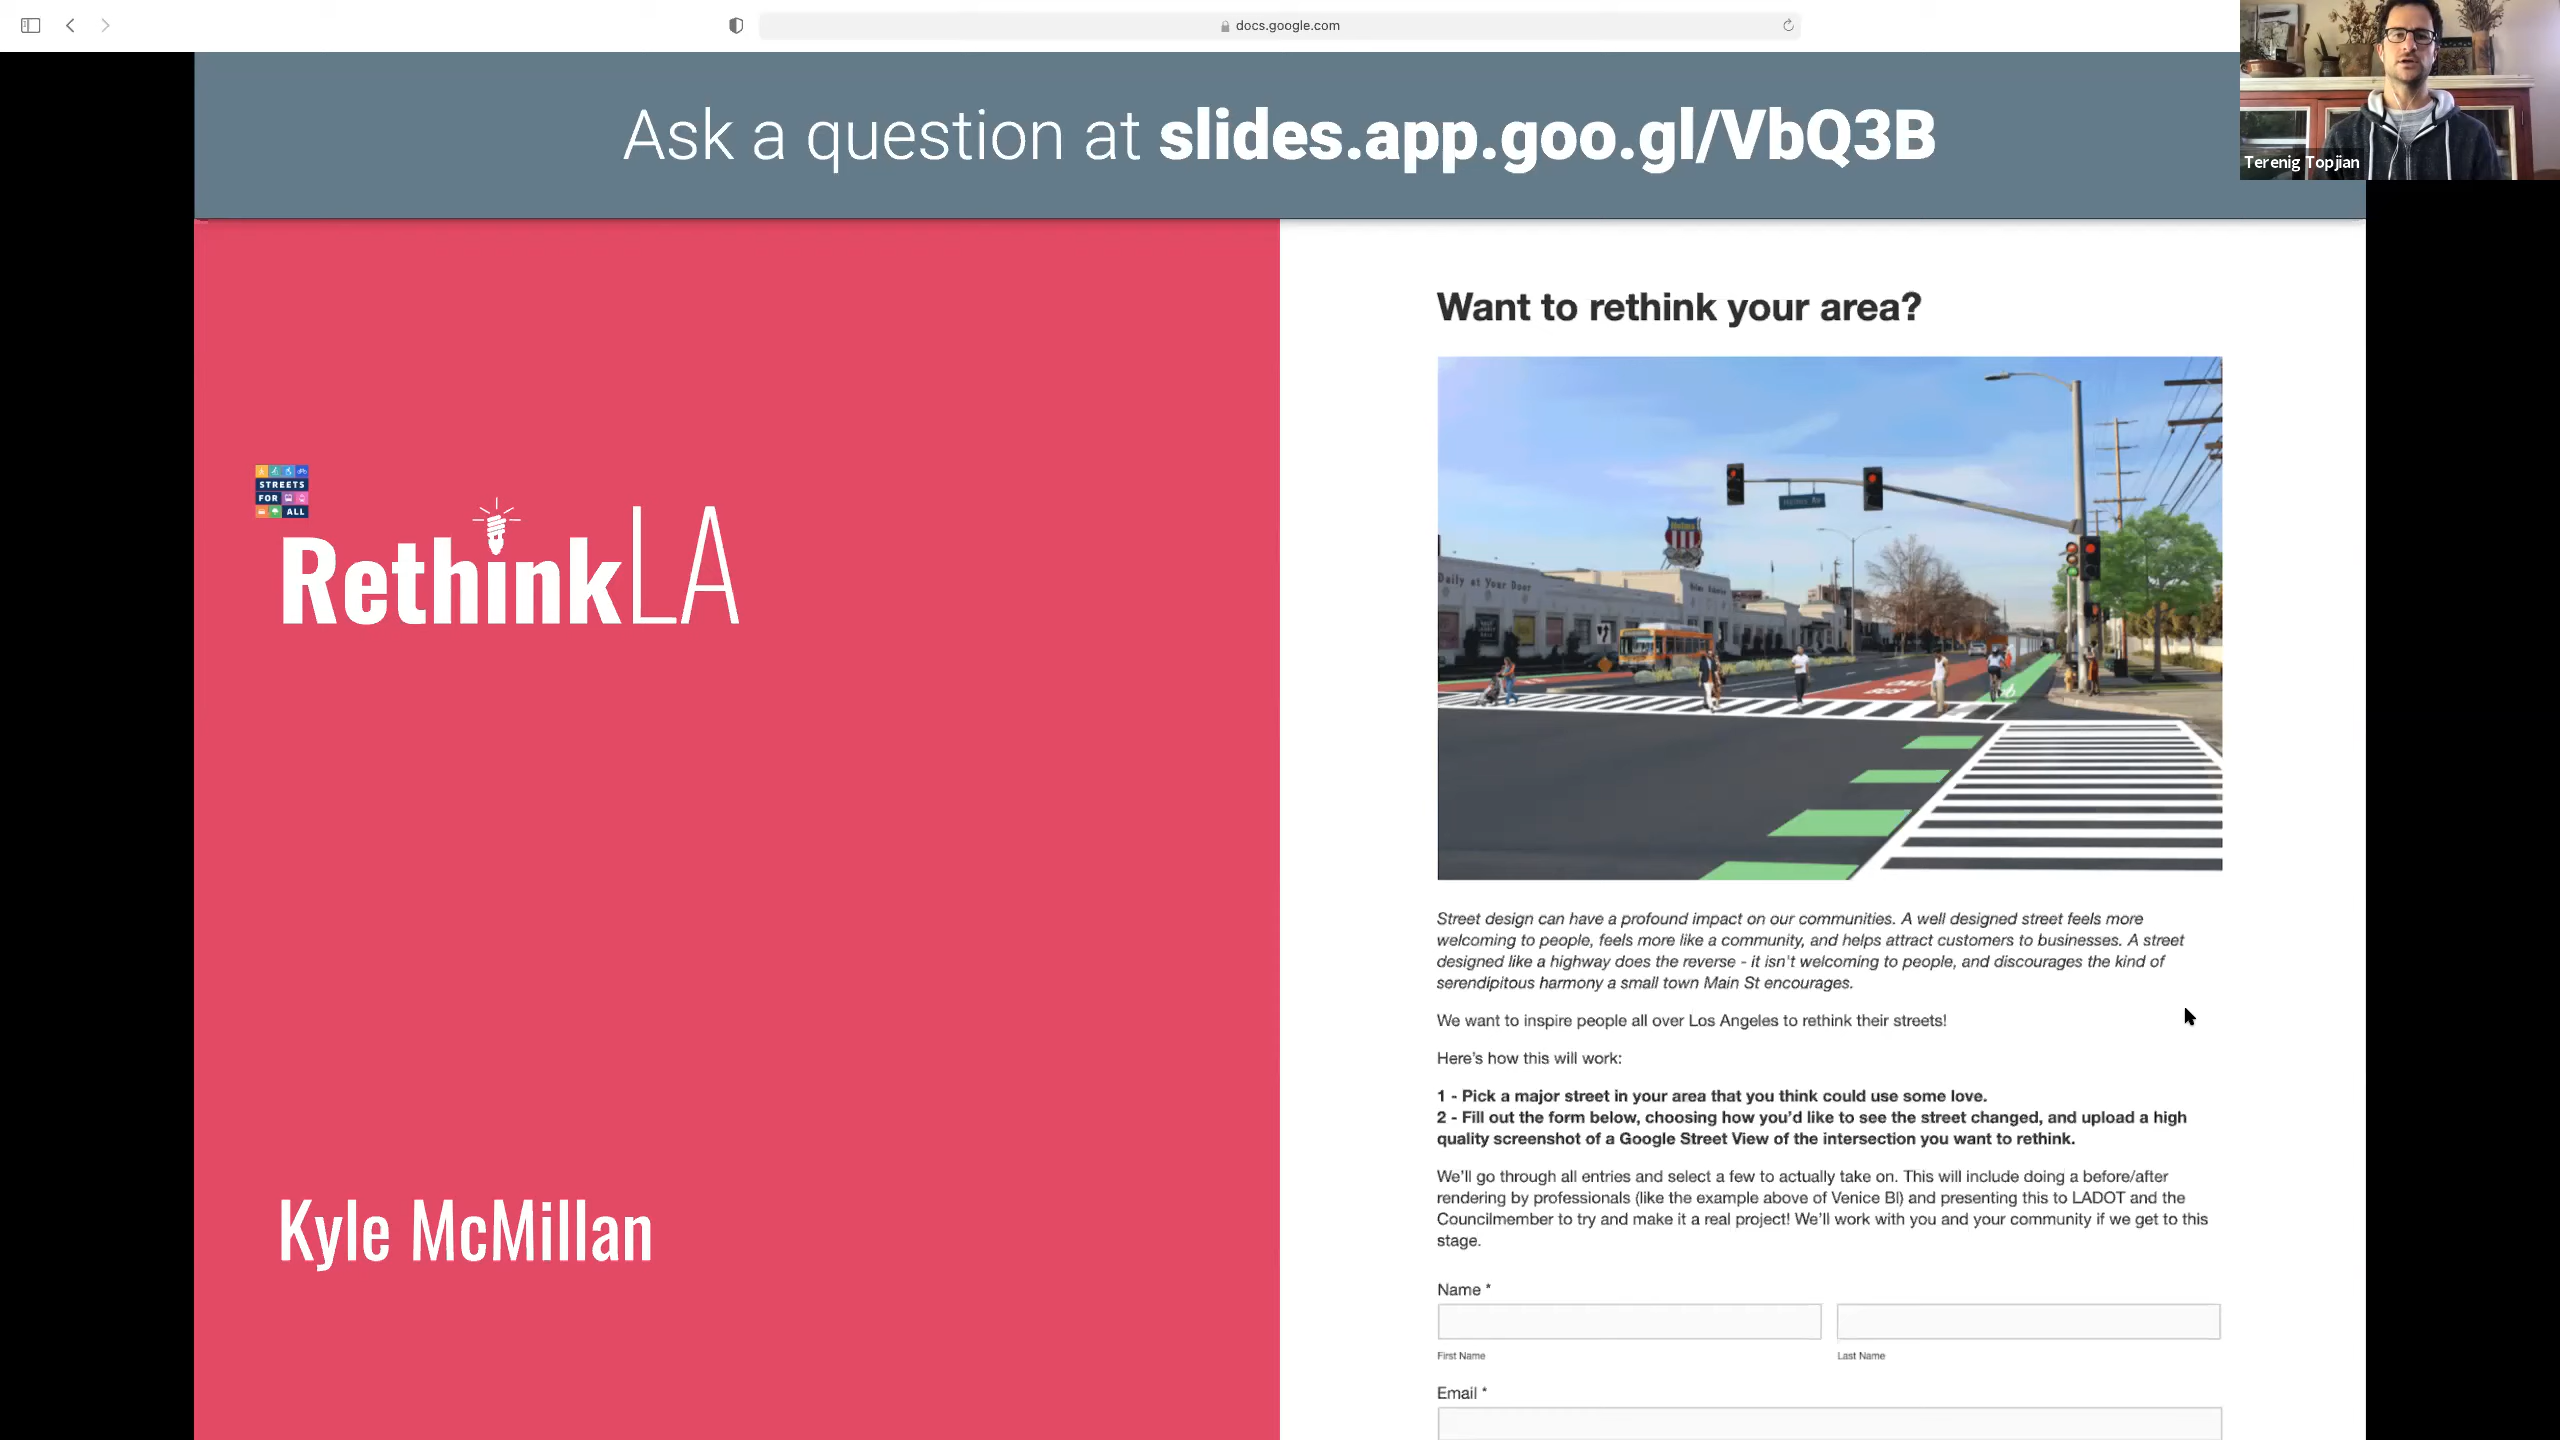 docs.google.com
Terenig Topjian
Ask a question at slides.app.goo.gl/VbQ3B
STREETS
FOR
ALL
RethinkLA
Kyle McMillan
Want to rethink your area?
Daily at Your Door
ONLY
BUS
Street design can have a profound impact on our communities. A well designed street feels more
welcoming to people, feels more like a community, and helps attract customers to businesses. A street
designed like a highway does the reverse - it isn't welcoming to people, and discourages the kind of
serendipitous harmony a small town Main St encourages.
We want to inspire people all over Los Angeles to rethink their streets!
Here's how this will work:
1 - Pick a major street in your area that you think could use some love.
2 - Fill out the form below, choosing how you'd like to see the street changed, and upload a high
quality screenshot of a Google Street View of the intersection you want to rethink.
We'll go through all entries and select a few to actually take on. This will include doing a before/after
rendering by professionals (like the example above of Venice Bl) and presenting this to LADOT and the
Councilmember to try and make it a real project! We'll work with you and your community if we get to this
stage.
Name *
First Name
Last Name
Email *